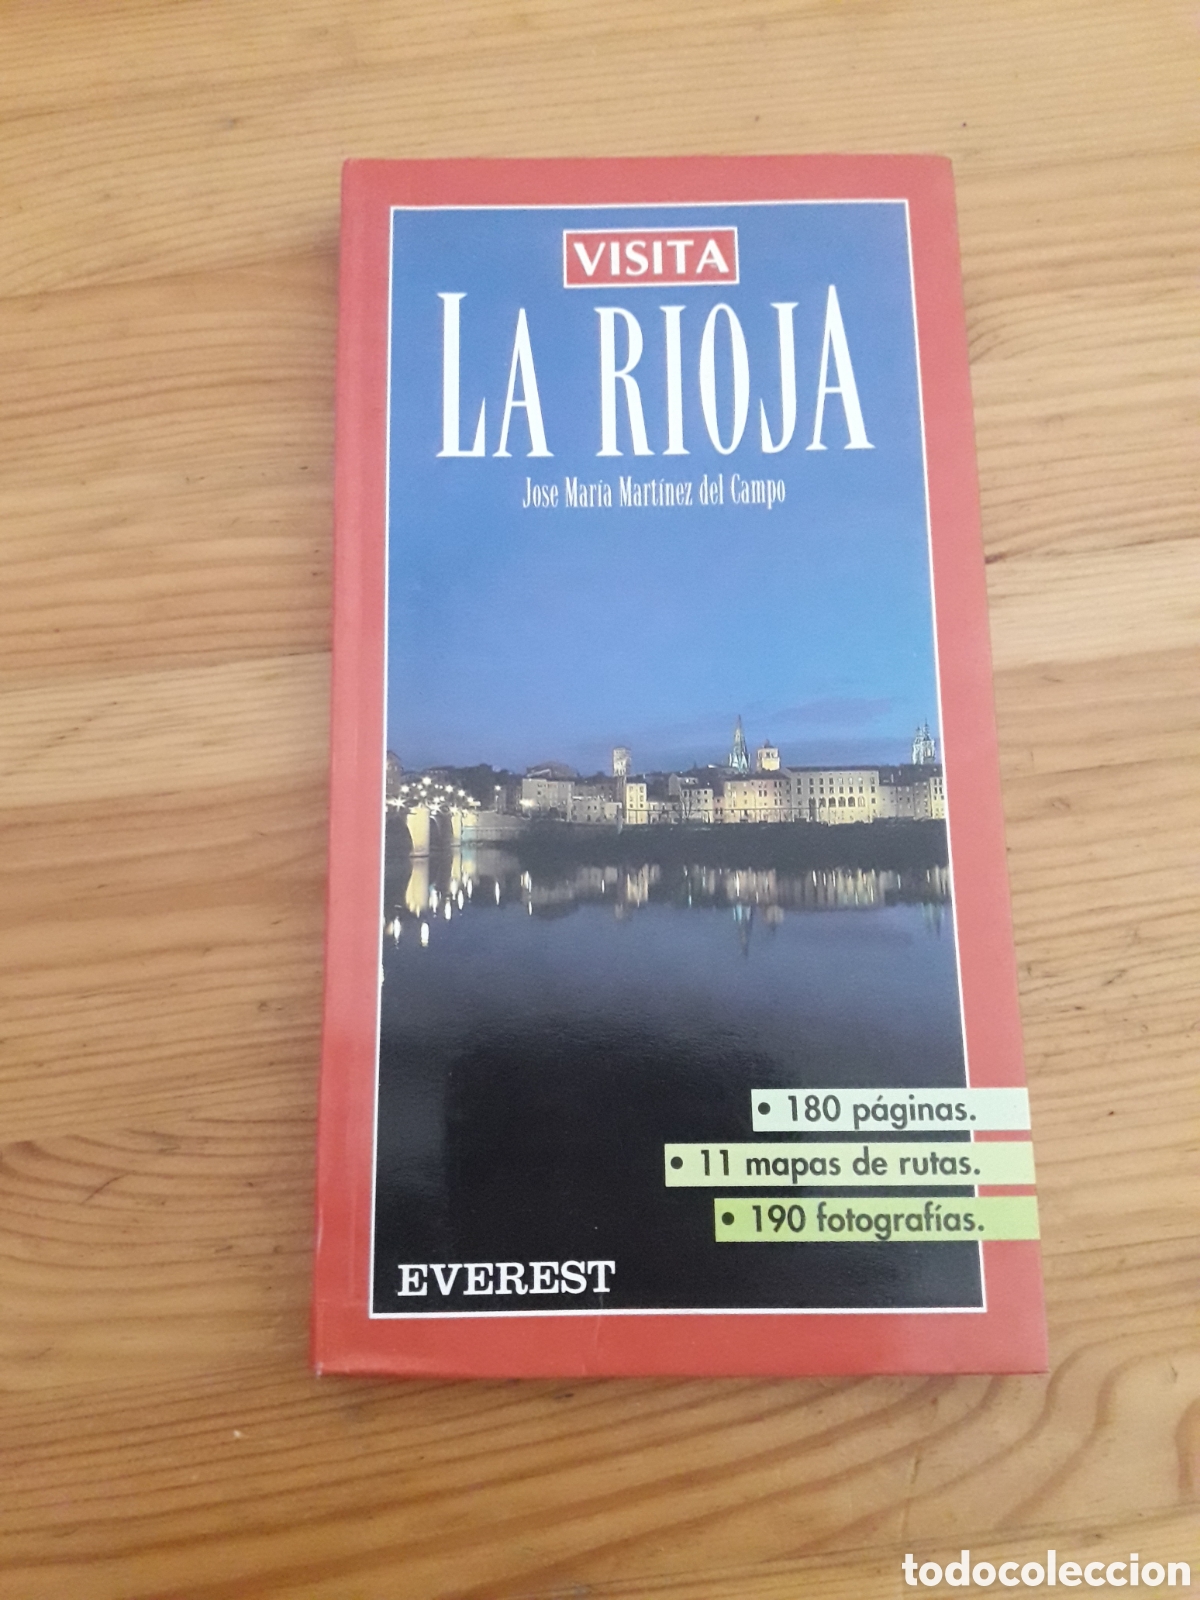 VISITA
LA RIOJA
Jose María Martínez del Campo
• 180 páginas.
• 11 mapas de rutas.
• 190 fotografías.
EVEREST
todocoleccion